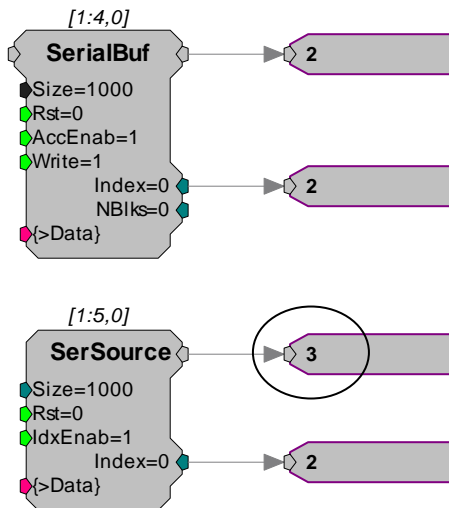 [1:4,0]
SerialBuf
2
Size=1000
Rst=0
AccEnab=1
Write=1
Index=0
2
NBlks=0
{>Data}
[1:5,0]
SerSource
3
Size=1000
Rst=0
IdxEnab=1
Index=0
2
{>Data}